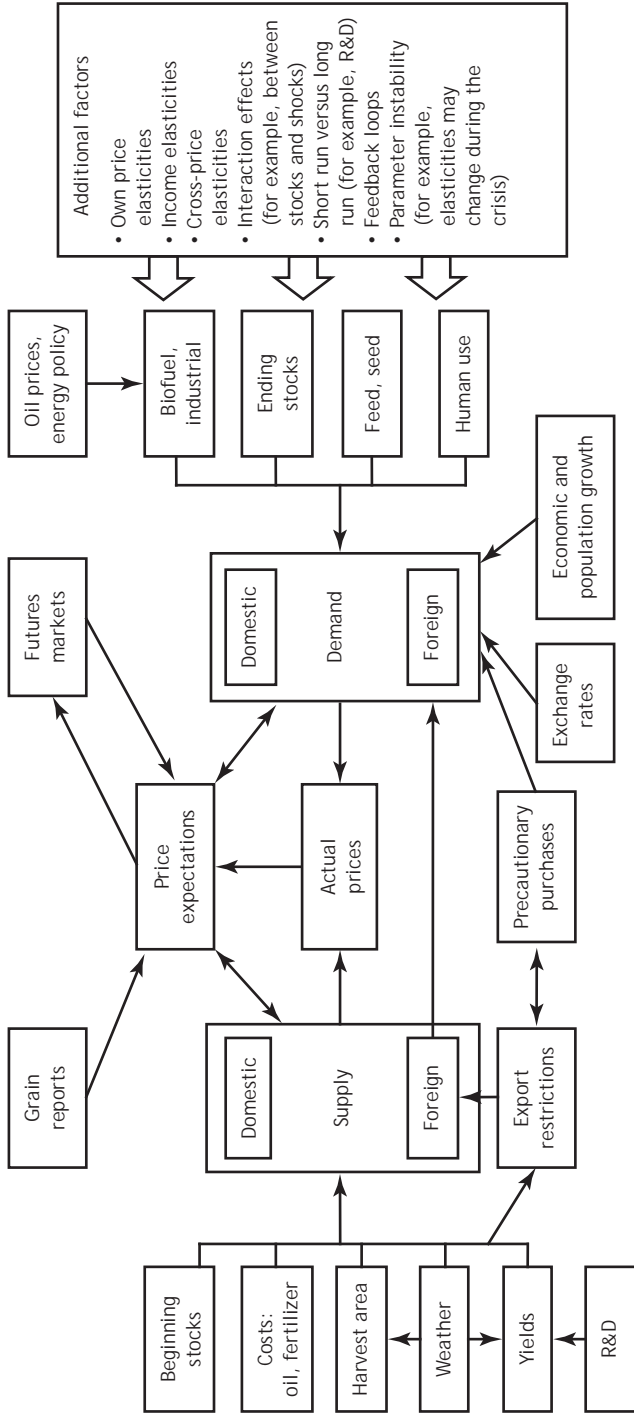 Grain
reports
Futures
markets
Oil prices,
energy policy
Additional factors
• Own price
elasticities
• Income elasticities
• Cross-price
elasticities
• Interaction effects
(for example, between
stocks and shocks)
• Short run versus long
run (for example, R&D)
• Feedback loops
• Parameter instability
(for example,
elasticities may
change during the
crisis)
Beginning
stocks
Costs:
oil, fertilizer
Harvest area
Weather
Yields
R&D
Domestic
Supply
Foreign
Price
expectations
Actual
prices
Domestic
Demand
Foreign
Biofuel,
industrial
Ending
stocks
Feed, seed
Human use
Export
restrictions
Precautionary
purchases
Exchange
rates
Economic and
population growth